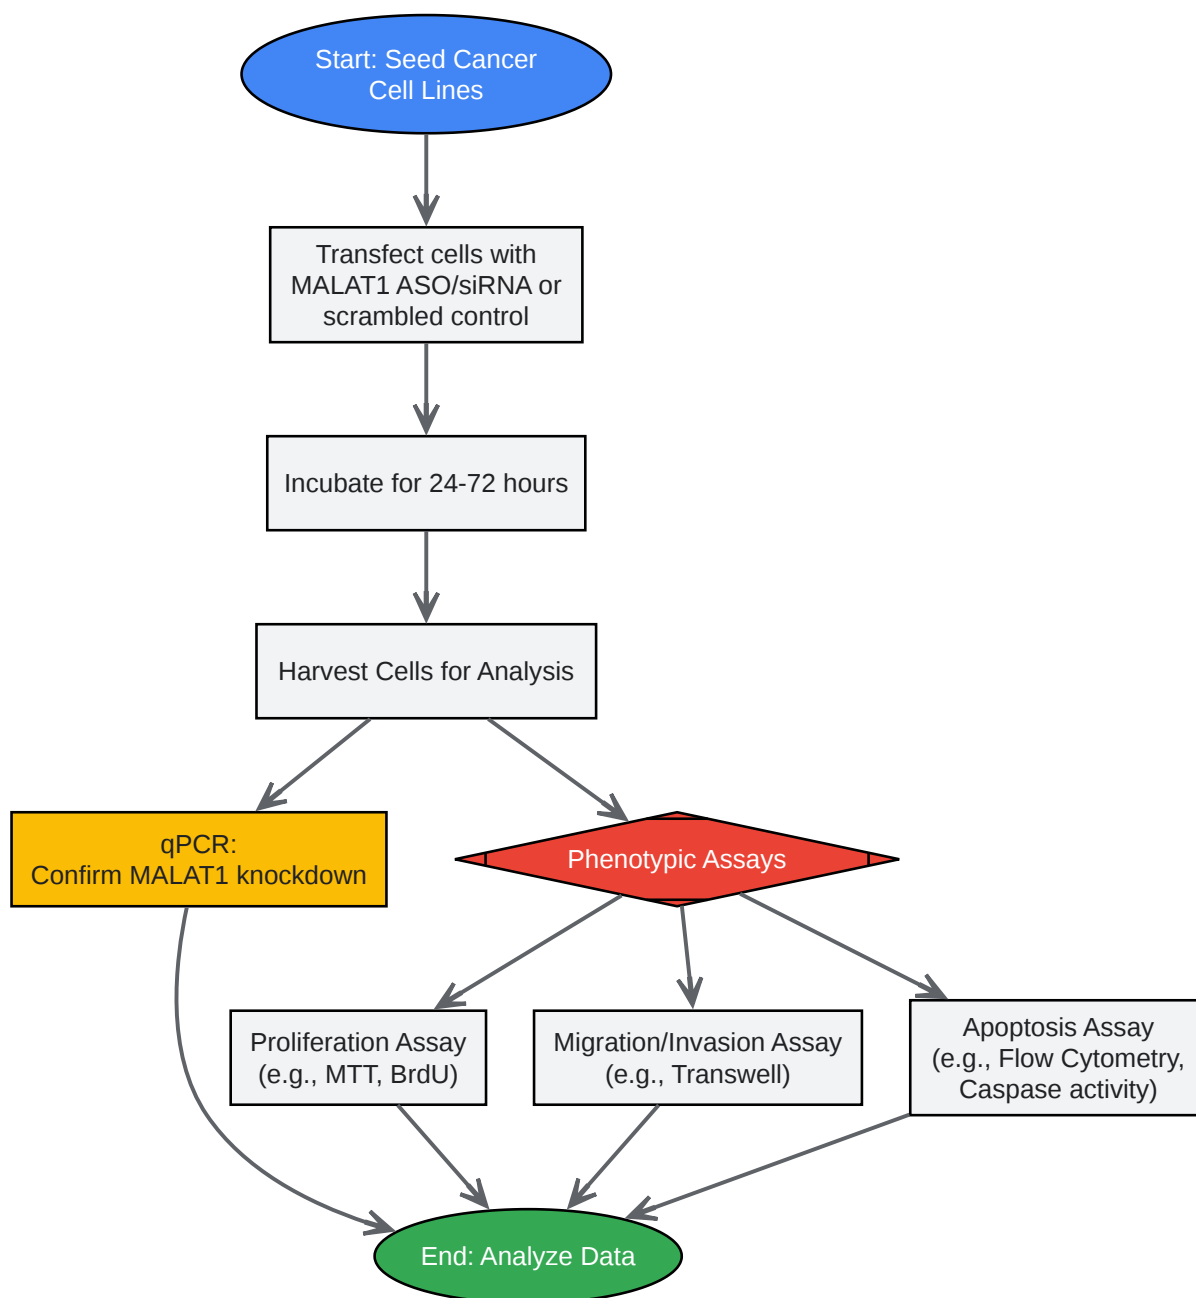 Start: Seed Cancer
Cell Lines
Transfect cells with
MALAT1 ASO/siRNA or
scrambled control
Incubate for 24-72 hours
Harvest Cells for Analysis
qPCR:
Confirm MALAT1 knockdown
Phenotypic Assays
Proliferation Assay
(e.g., MTT, BrdU)
Migration/Invasion Assay
(e.g., Transwell)
Apoptosis Assay
(e.g., Flow Cytometry,
Caspase activity)
End: Analyze Data